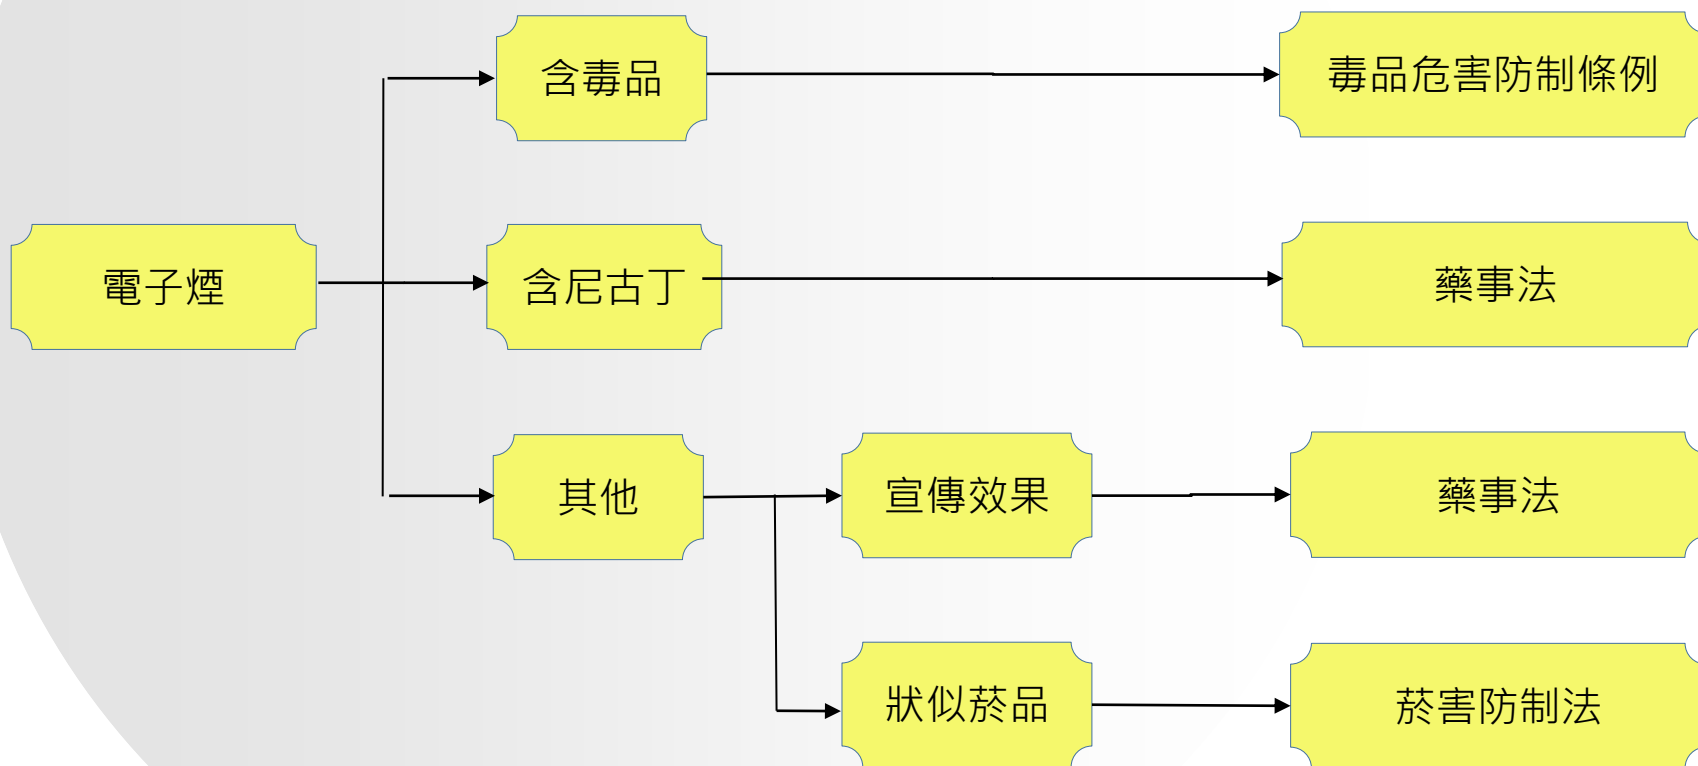 含毒品
毒品危害防制條例
電子煙
含尼古丁
藥事法
其他
宣傳效果
藥事法
狀似菸品
菸害防制法